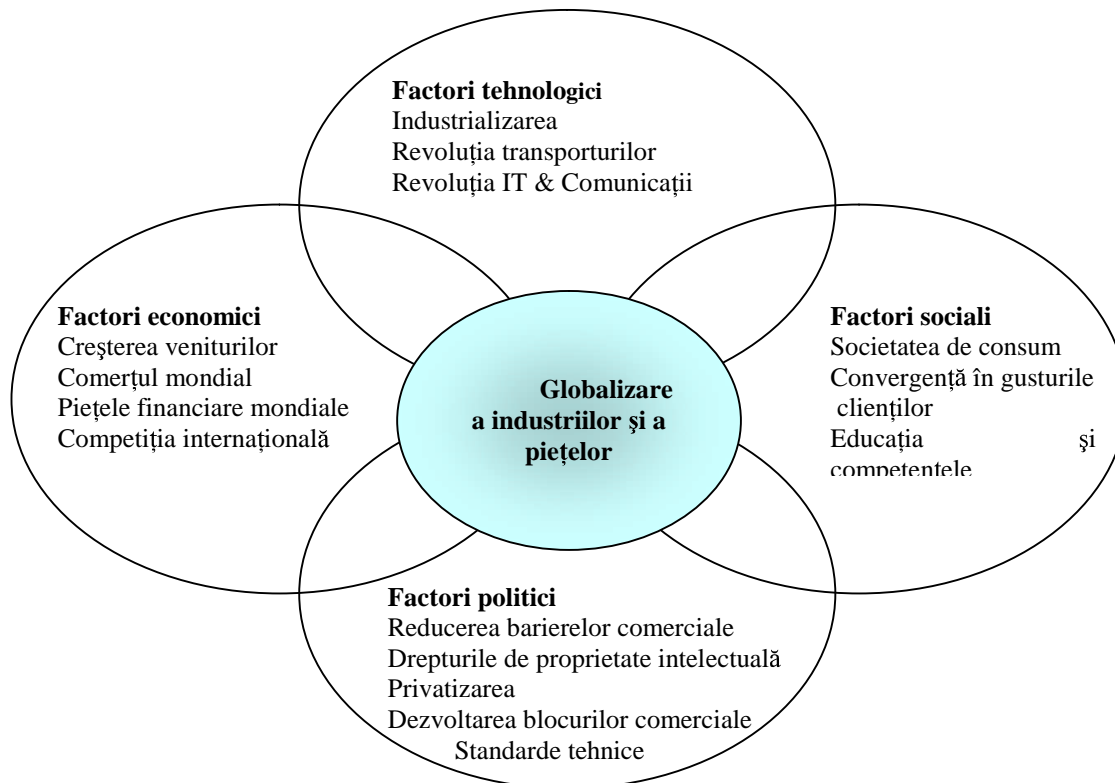 Factori tehnologici
Industrializarea
Revoluția transporturilor
Revoluția IT & Comunicații
Factori economici
Creşterea veniturilor
Comerțul mondial
Piețele financiare mondiale
Competiția internațională
Globalizare
a industriilor şi a
piețelor
Factori sociali
Societatea de consum
Convergență în gusturile
clienților
Educația şi
competentele
Factori politici
Reducerea barierelor comerciale
Drepturile de proprietate intelectuală
Privatizarea
Dezvoltarea blocurilor comerciale
Standarde tehnice